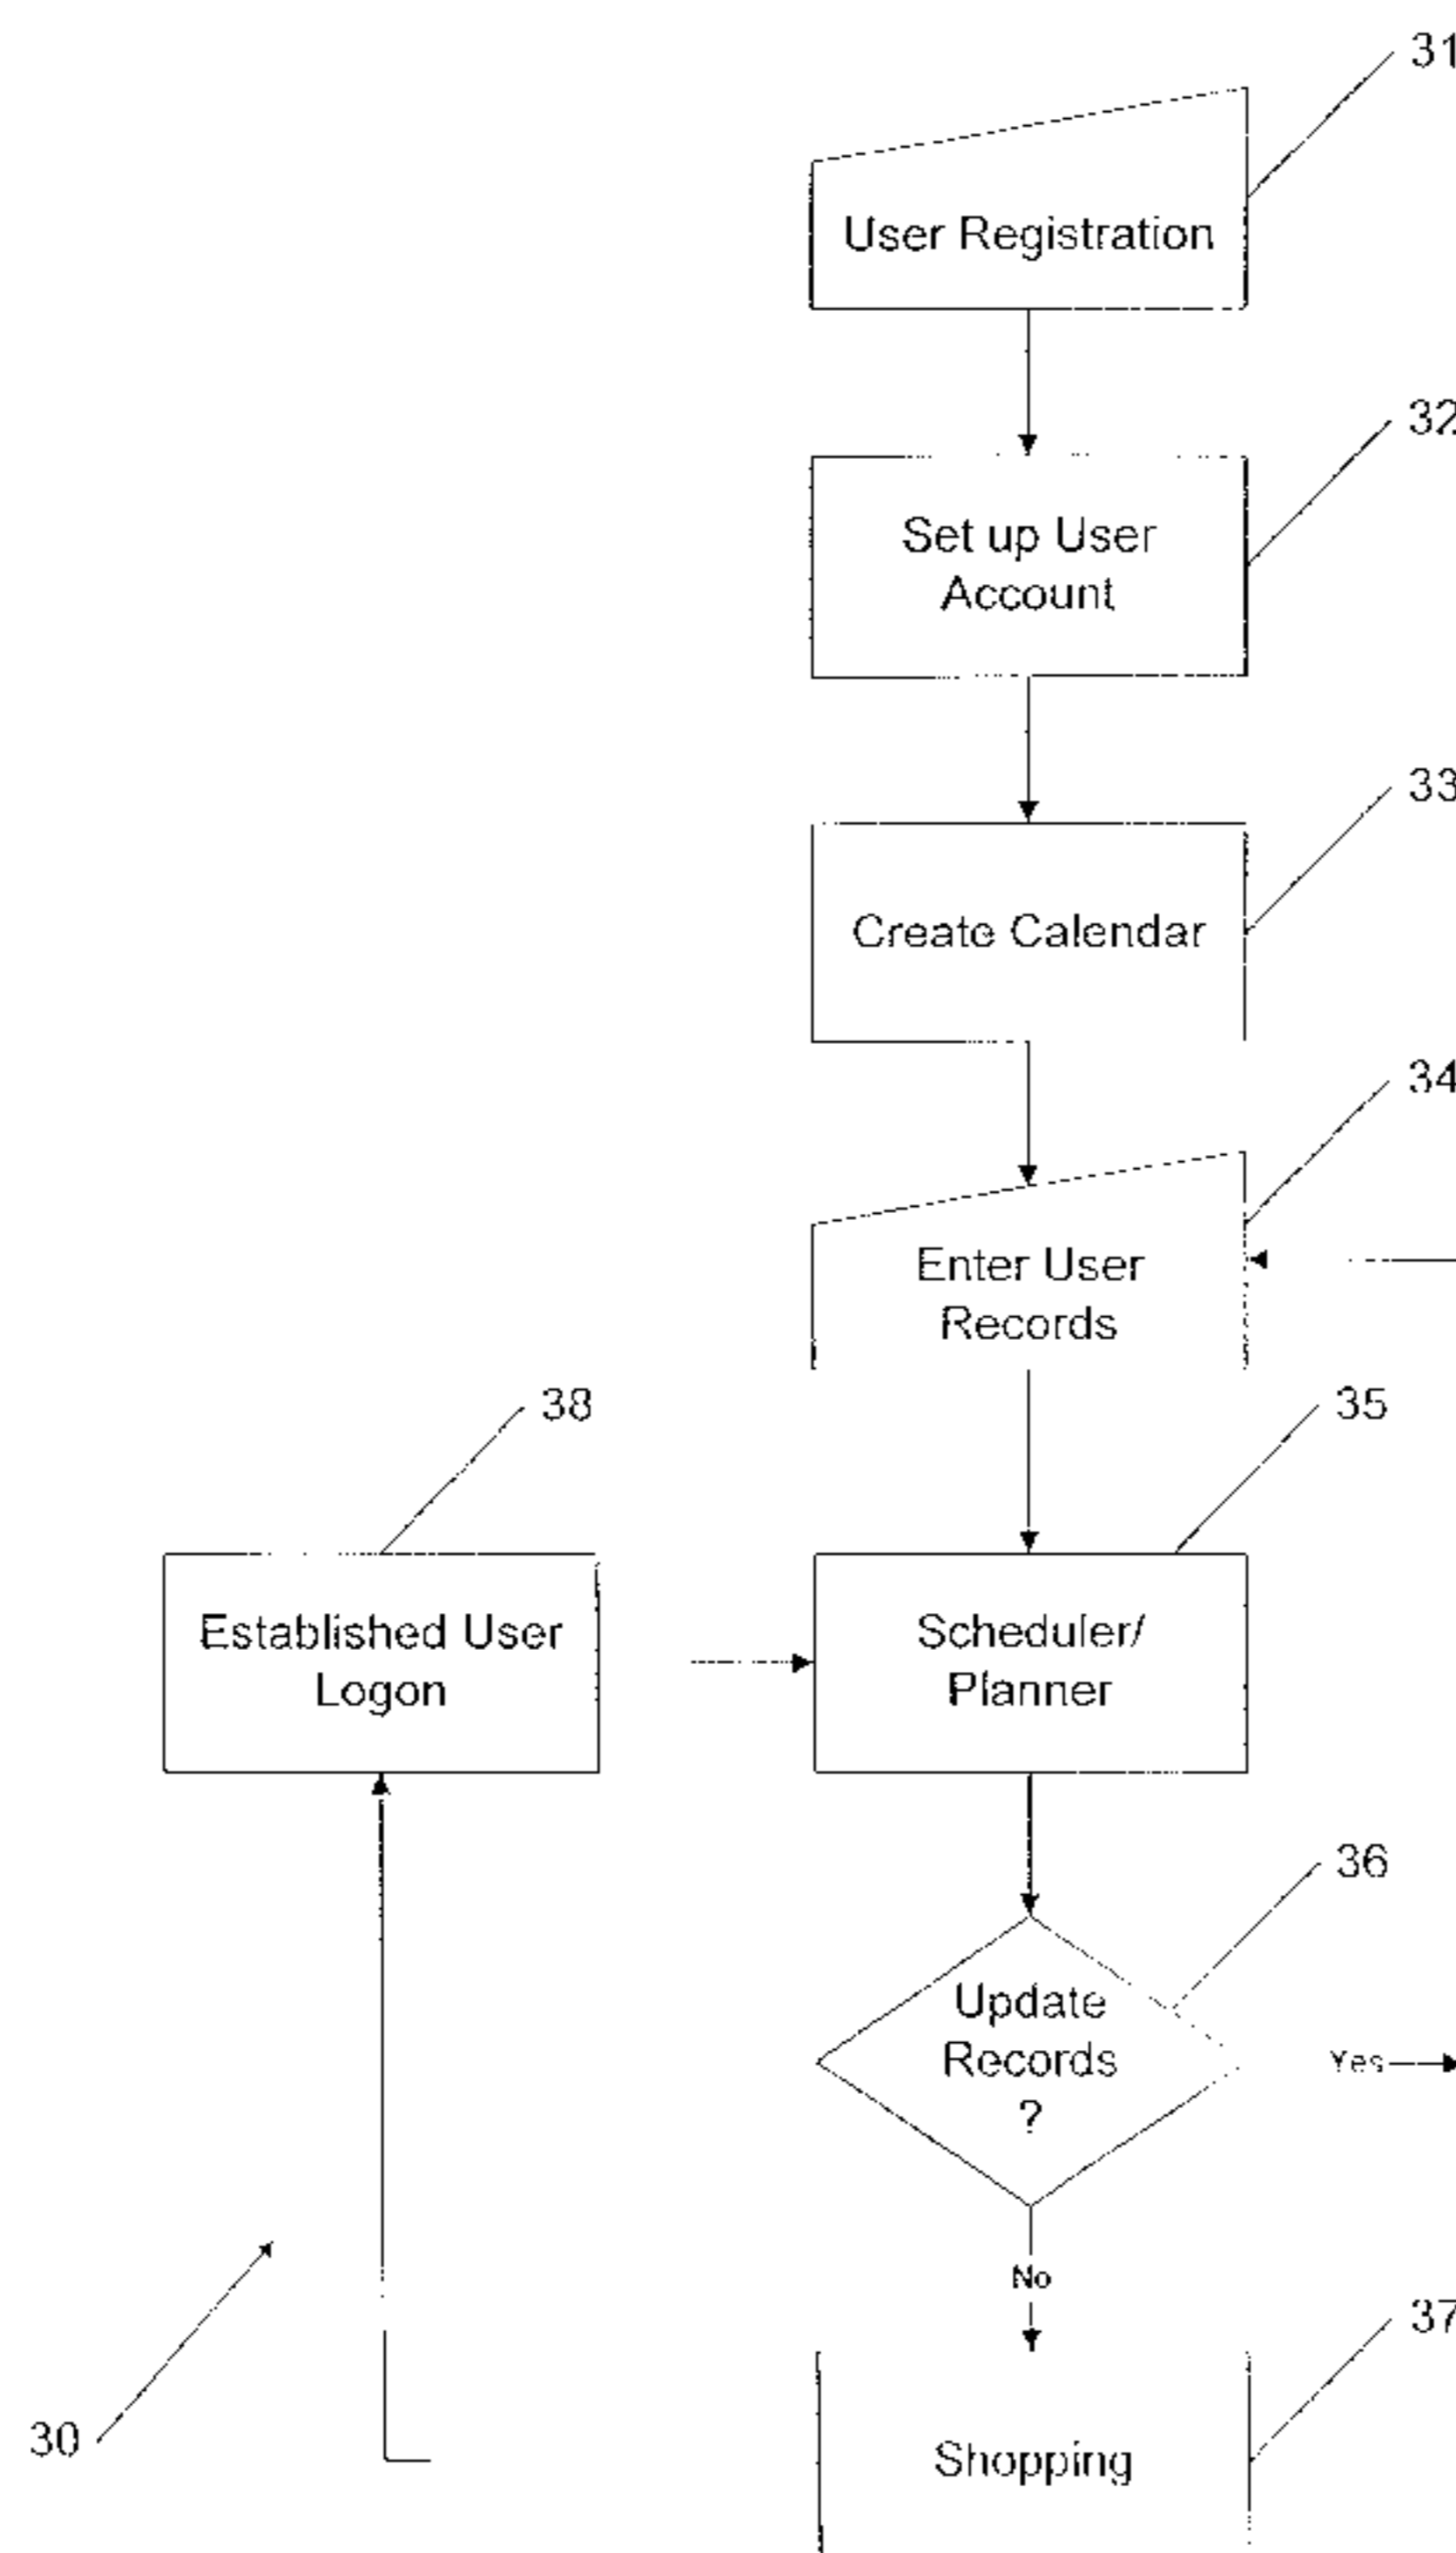 31
User Registration
32
Set up User
Account
33
Create Calendar
34
Enter User
Records
38
35
Established User
Logon
Scheduler/
Planner
36
Update
Records
?
Yes
No
37
30
Shopping